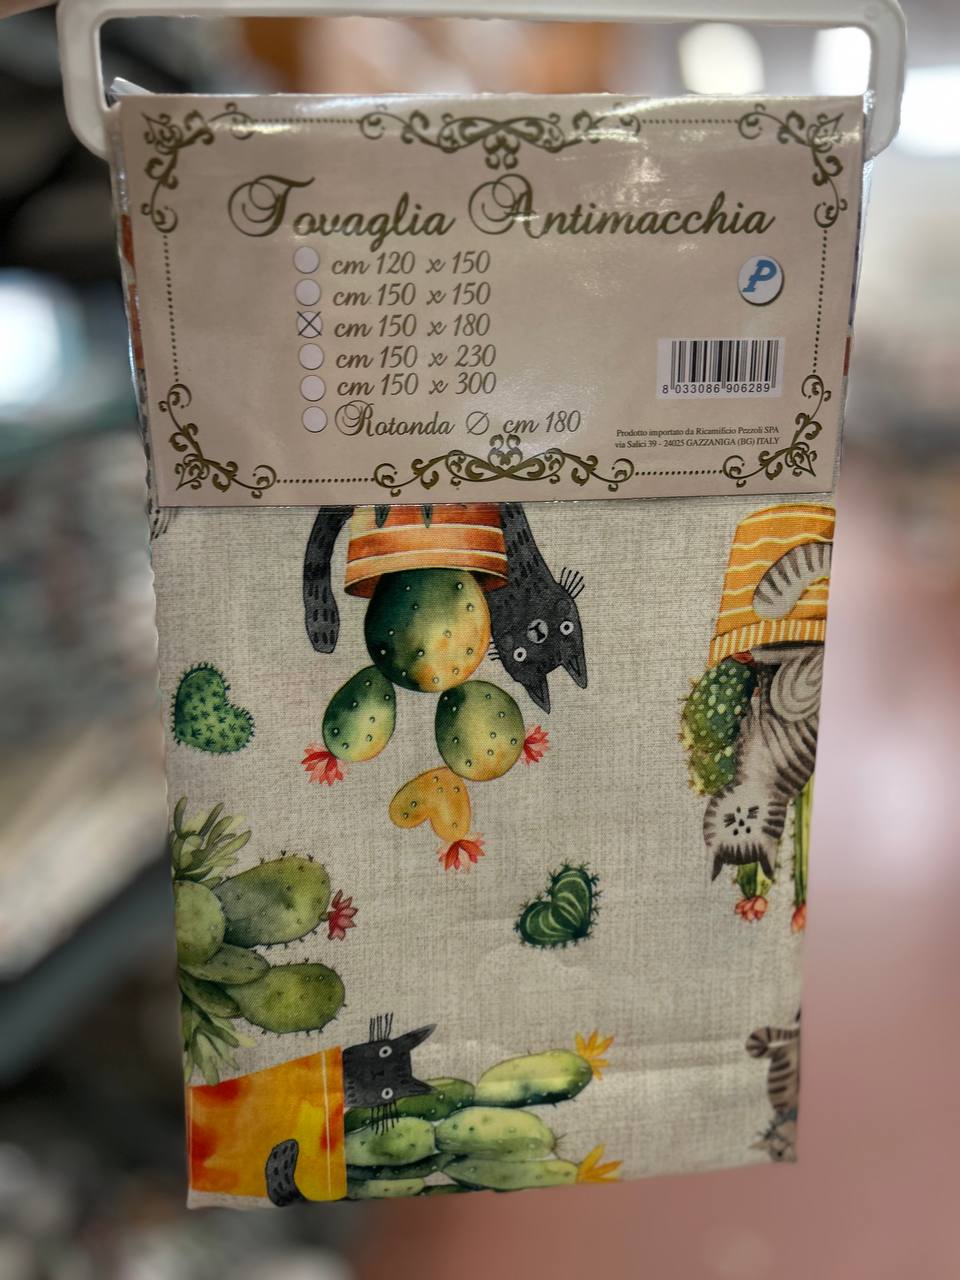 Tovaglia Antimacchia
cm 120 x 150
cm 150 x 150
cm 150 x 180
cm 150 x 230
cm 150 x 300
Rotonda Ø cm 180
P
8 033086 906289
Prodotto importato da Ricamificio Pezzoli SPA
via Salici 39 - 24025 GAZZANIGA (BG) ITALY